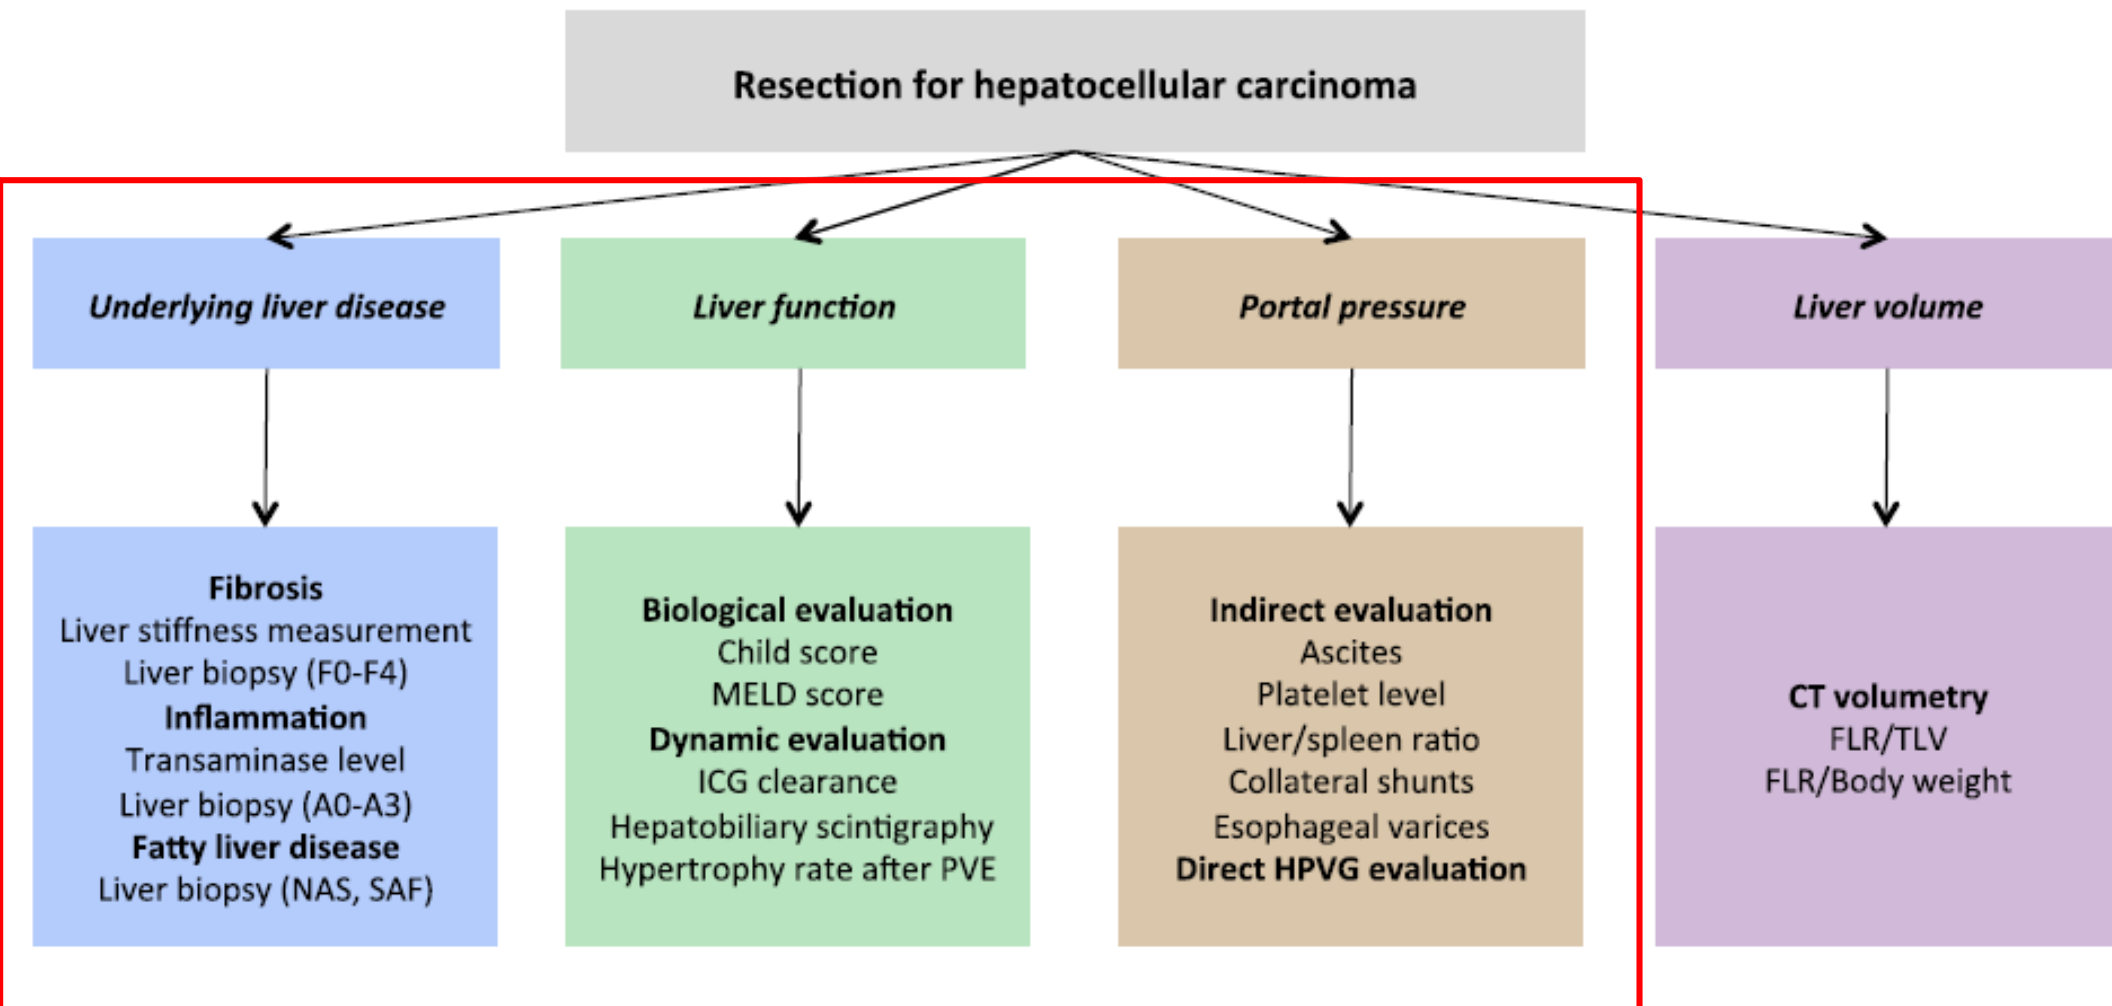 Resection for hepatocellular carcinoma
Underlying liver disease
Liver function
Portal pressure
Liver volume
Fibrosis
Liver stiffness measurement
Liver biopsy (F0-F4)
Inflammation
Transaminase level
Liver biopsy (A0-A3)
Fatty liver disease
Liver biopsy (NAS, SAF)
Biological evaluation
Child score
MELD score
Dynamic evaluation
ICG clearance
Hepatobiliary scintigraphy
Hypertrophy rate after PVE
Indirect evaluation
Ascites
Platelet level
Liver/spleen ratio
Collateral shunts
Esophageal varices
Direct HPVG evaluation
CT volumetry
FLR/TLV
FLR/Body weight